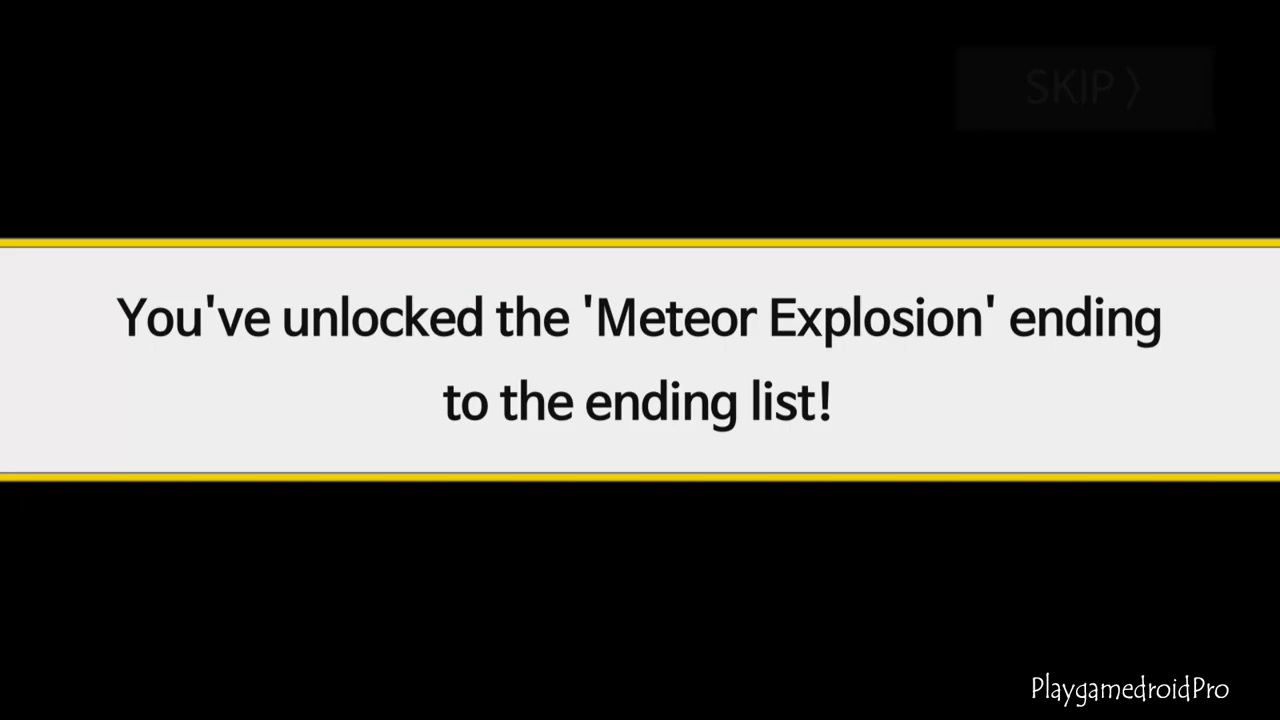 SKIP 〉
You've unlocked the 'Meteor Explosion' ending
to the ending list!
PlaygamedroidPro